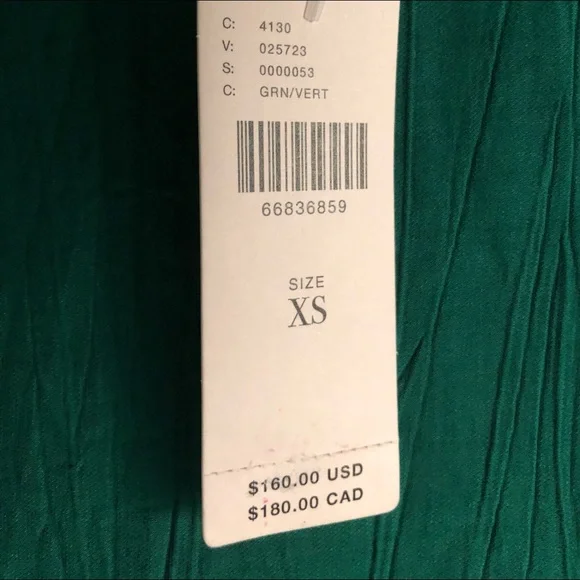 C: 4130
V: 025723
S: 0000053
C: GRN/VERT
66836859
SIZE
XS
$160.00 USD
$180.00 CAD